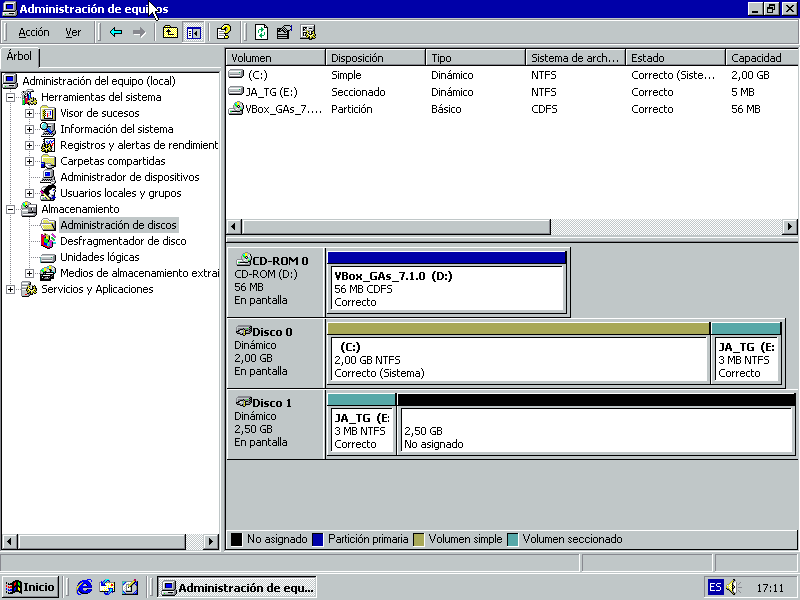 Administración de equipos
Acción Ver
Árbol
Administración del equipo (local)
Herramientas del sistema
Visor de sucesos
Información del sistema
Registros y alertas de rendimient
Carpetas compartidas
Administrador de dispositivos
Usuarios locales y grupos
Almacenamiento
Administración de discos
Desfragmentador de disco
Unidades lógicas
Medios de almacenamiento extrai
Servicios y Aplicaciones
Volumen Disposición Tipo Sistema de arch... Estado Capacidad
(C:) Simple Dinámico NTFS Correcto (Siste... 2,00 GB
JA_TG (E:) Seccionado Dinámico NTFS Correcto 5 MB
VBox_GAs_7.... Partición Básico CDFS Correcto 56 MB
CD-ROM 0
CD-ROM (D:)
56 MB
En pantalla
VBox_GAs_7.1.0 (D:)
56 MB CDFS
Correcto
Disco 0
Dinámico
2,00 GB
En pantalla
(C:)
2,00 GB NTFS
Correcto (Sistema)
JA_TG (E:
3 MB NTFS
Correcto
Disco 1
Dinámico
2,50 GB
En pantalla
JA_TG (E:
3 MB NTFS
Correcto
2,50 GB
No asignado
No asignado Partición primaria Volumen simple Volumen seccionado
Inicio
Administración de equ...
ES
17:11